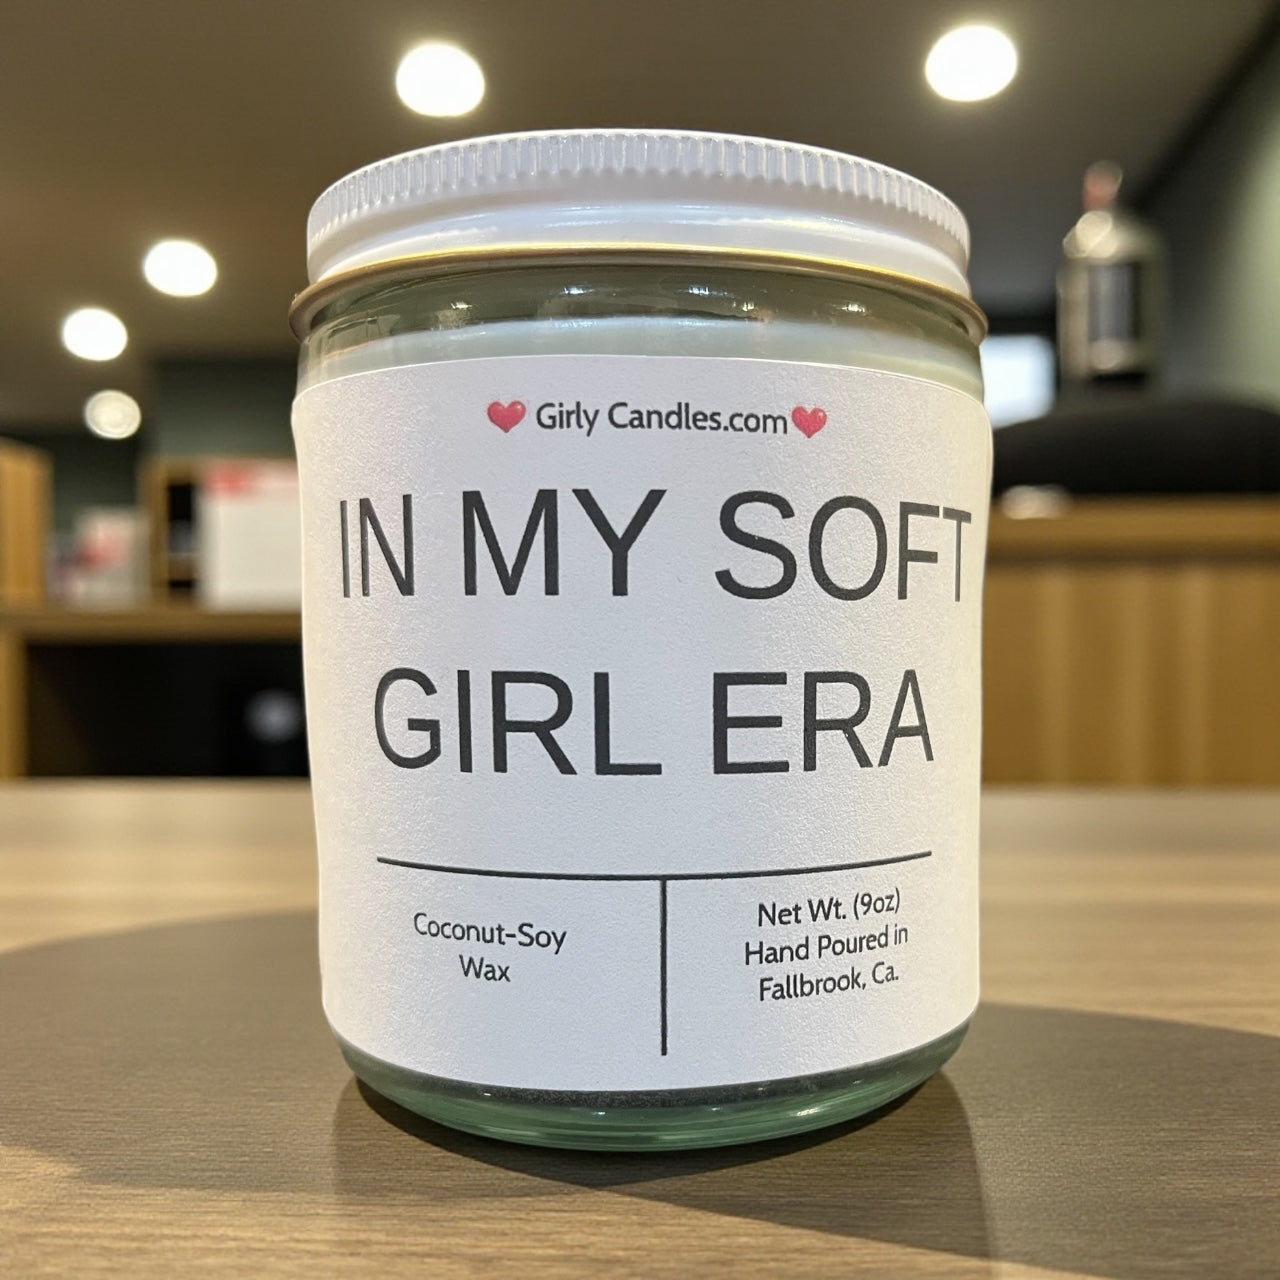 Girly Candles.com
IN MY SOFT
GIRL ERA
Coconut-Soy
Wax
Net Wt. (9oz)
Hand Poured in
Fallbrook, Ca.